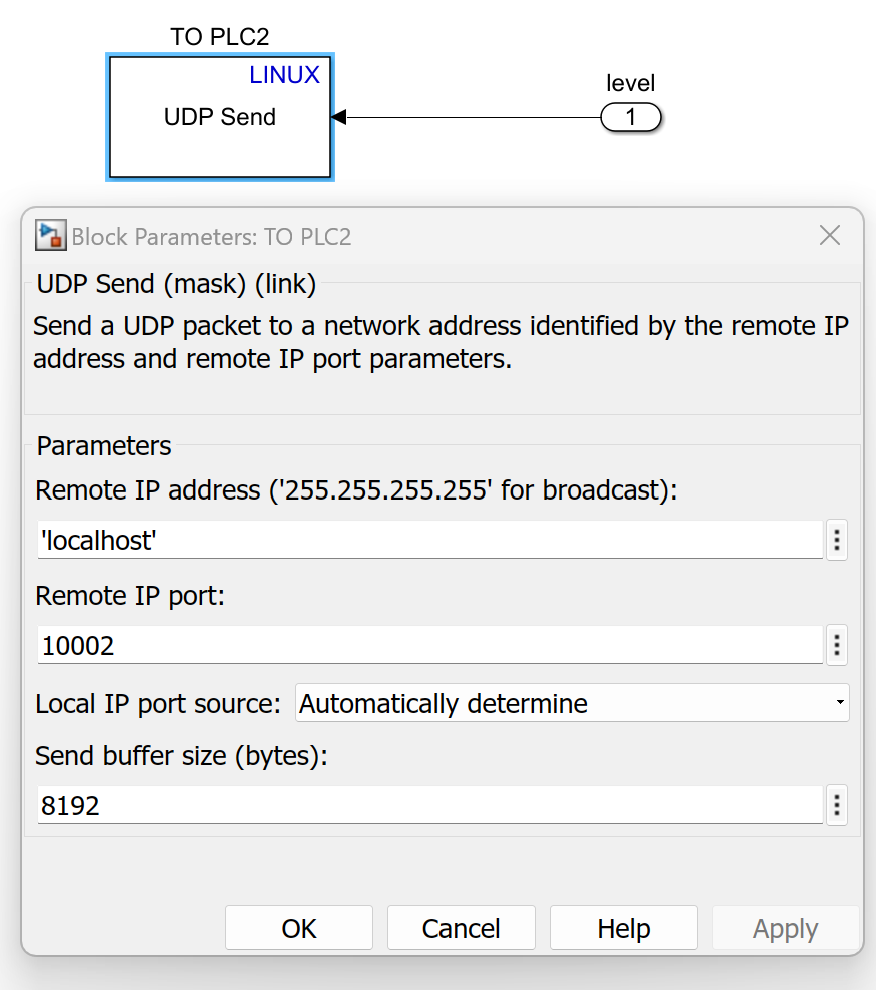 TO PLC2
LINUX
UDP Send
level
1
Block Parameters: TO PLC2
UDP Send (mask) (link)
Send a UDP packet to a network address identified by the remote IP
address and remote IP port parameters.
Parameters
Remote IP address ('255.255.255.255' for broadcast):
'localhost'
Remote IP port:
10002
Local IP port source: Automatically determine
Send buffer size (bytes):
8192
OK Cancel Help Apply